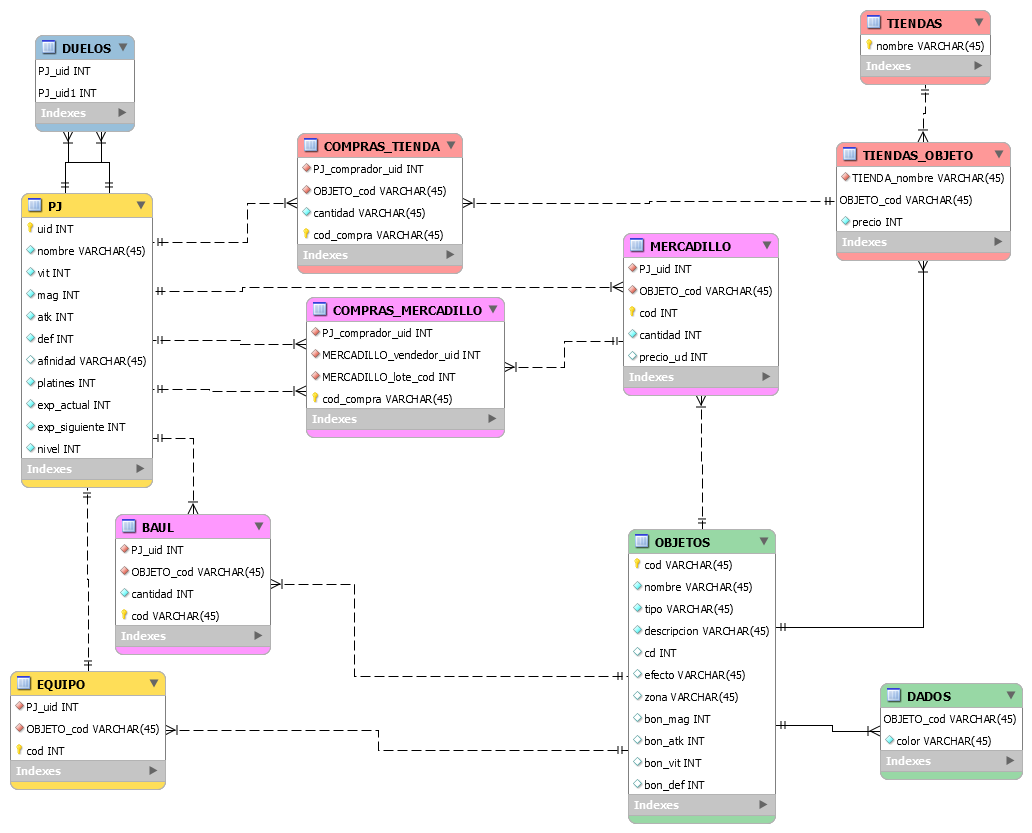 DUELOS
PJ_uid INT
PJ_uid1 INT
Indexes
PJ
uid INT
nombre VARCHAR(45)
vit INT
mag INT
atk INT
def INT
afinidad VARCHAR(45)
platines INT
exp_actual INT
exp_siguiente INT
nivel INT
Indexes
COMPRAS_TIENDA
PJ_comprador_uid INT
OBJETO_cod VARCHAR(45)
cantidad VARCHAR(45)
cod_compra VARCHAR(45)
Indexes
TIENDAS
nombre VARCHAR(45)
Indexes
TIENDAS_OBJETO
TIENDA_nombre VARCHAR(45)
OBJETO_cod VARCHAR(45)
precio INT
Indexes
MERCADILLO
PJ_uid INT
OBJETO_cod VARCHAR(45)
cod INT
cantidad VARCHAR(45)
precio_ud INT
Indexes
COMPRAS_MERCADILLO
PJ_comprador_uid INT
MERCADILLO_vendedor_uid INT
MERCADILLO_lote_cod INT
cod_compra VARCHAR(45)
Indexes
BAUL
PJ_uid INT
OBJETO_cod VARCHAR(45)
cantidad INT
cod VARCHAR(45)
Indexes
EQUIPO
PJ_uid INT
OBJETO_cod VARCHAR(45)
cod INT
Indexes
OBJETOS
cod VARCHAR(45)
nombre VARCHAR(45)
tipo VARCHAR(45)
descripcion VARCHAR(45)
cd INT
efecto VARCHAR(45)
zona VARCHAR(45)
bon_mag INT
bon_atk INT
bon_vit INT
bon_def INT
Indexes
DADOS
OBJETO_cod VARCHAR(45)
color VARCHAR(45)
Indexes